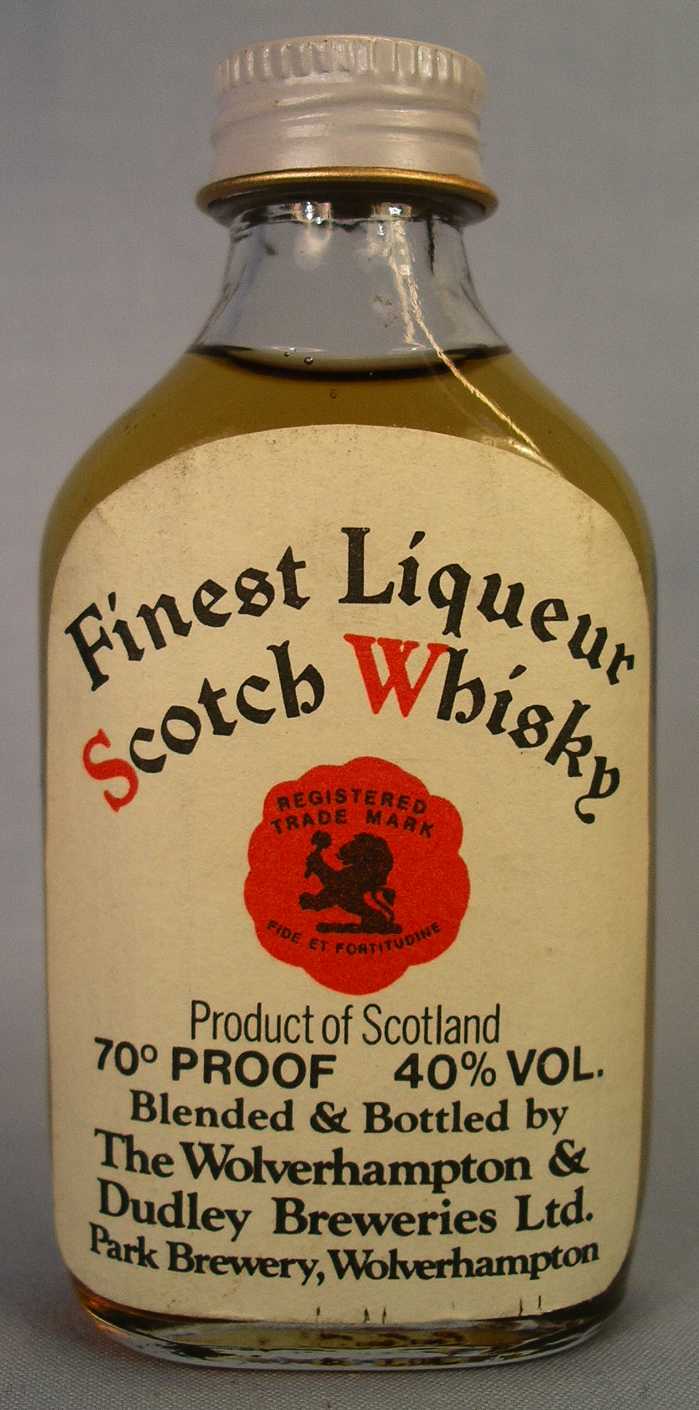 Finest Liqueur
Scotch Whisky
REGISTERED
TRADE MARK
FIDE ET FORTITUDINE
Product of Scotland
70º PROOF 40% VOL.
Blended & Bottled by
The Wolverhampton &
Dudley Breweries Ltd.
Park Brewery, Wolverhampton